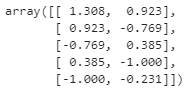 array([[ 1.308,  0.923],
       [ 0.923, -0.769],
       [-0.769,  0.385],
       [ 0.385, -1.000],
       [-1.000, -0.231]])